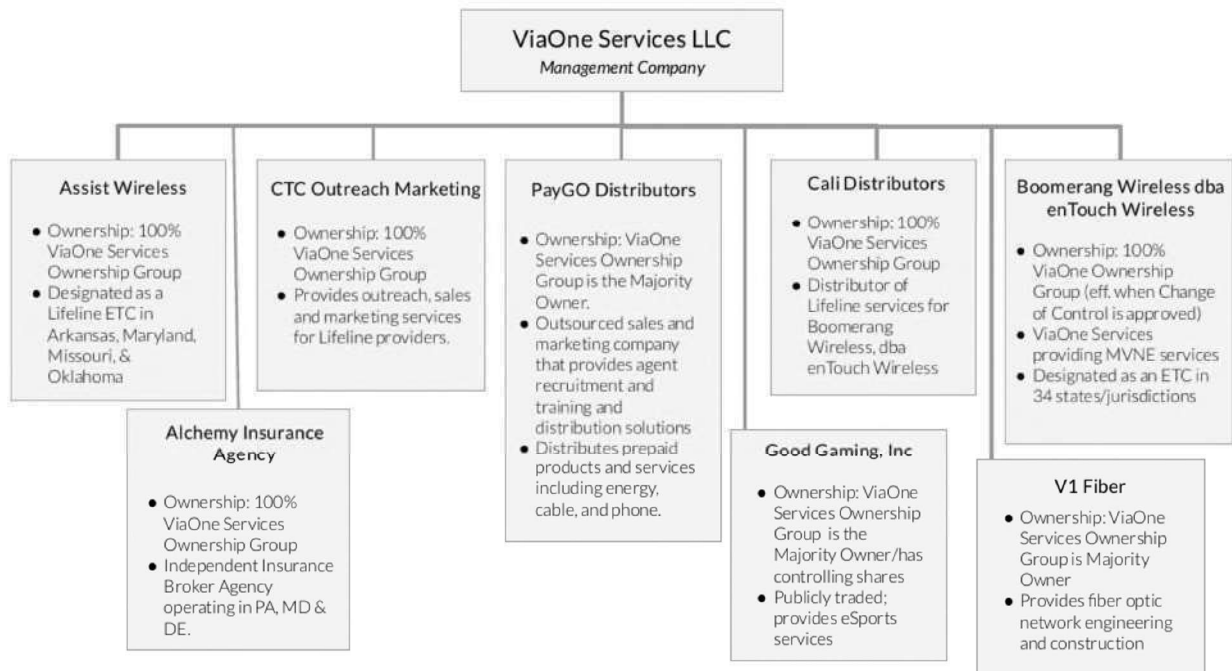 ViaOne Services LLC
Management Company
Assist Wireless
● Ownership: 100%
ViaOne Services
Ownership Group
● Designated as a
Lifeline ETC in
Arkansas, Maryland,
Missouri, &
Oklahoma
CTC Outreach Marketing
● Ownership: 100%
ViaOne Services
Ownership Group
● Provides outreach, sales
and marketing services
for Lifeline providers.
PayGO Distributors
● Ownership: ViaOne
Services Ownership
Group is the Majority
Owner.
● Outsourced sales and
marketing company
that provides agent
recruitment and
training and
distribution solutions
● Distributes prepaid
products and services
including energy,
cable, and phone.
Cali Distributors
● Ownership: 100%
ViaOne Services
Ownership Group
● Distributor of
Lifeline services for
Boomerang
Wireless, dba
enTouch Wireless
Boomerang Wireless dba
enTouch Wireless
● Ownership: 100%
ViaOne Ownership
Group (eff. when Change
of Control is approved)
● ViaOne Services
providing MVNE services
● Designated as an ETC in
34 states/jurisdictions
Alchemy Insurance
Agency
● Ownership: 100%
ViaOne Services
Ownership Group
● Independent Insurance
Broker Agency
operating in PA, MD &
DE.
Good Gaming, Inc
● Ownership: ViaOne
Services Ownership
Group is the
Majority Owner/has
controlling shares
● Publicly traded;
provides eSports
services
V1 Fiber
● Ownership: ViaOne
Services Ownership
Group is Majority
Owner
● Provides fiber optic
network engineering
and construction